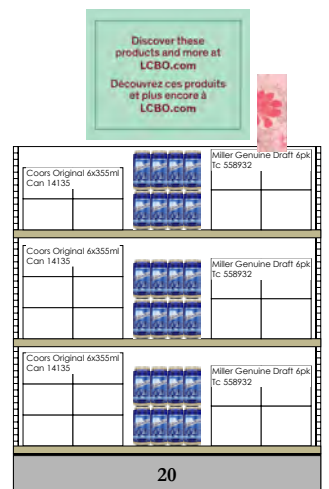 Discover these
products and more at
LCBO.com
Découvrez ces produits
et plus encore à
LCBO.com
Coors Original 6x355ml
Can 14135
Miller Genuine Draft 6pk
Tc 558932
Coors Original 6x355ml
Can 14135
Miller Genuine Draft 6pk
Tc 558932
Coors Original 6x355ml
Can 14135
Miller Genuine Draft 6pk
Tc 558932
20